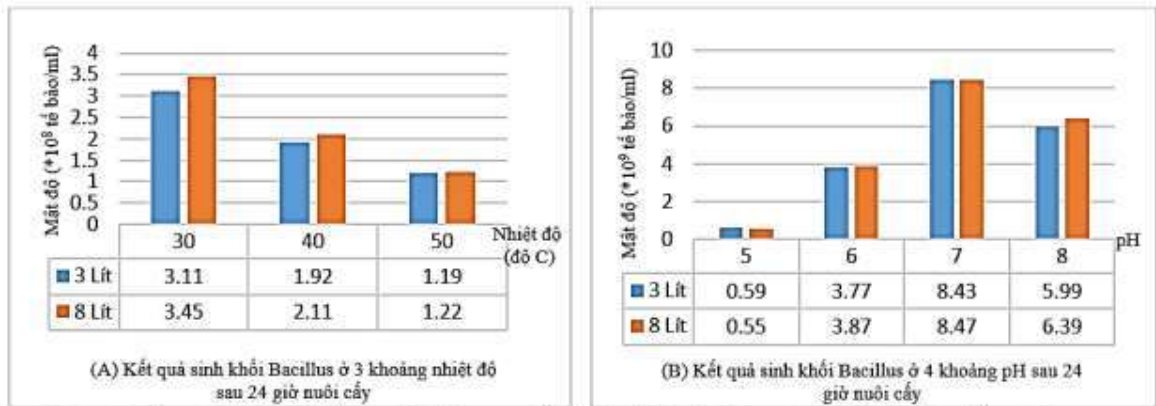 Mật độ (*10⁸ tế bào/ml)
4
3.5
3
2.5
2
1.5
1
0.5
0
30 40 50
Nhiệt độ
(độ C)
3 Lít 3.11 1.92 1.19
8 Lít 3.45 2.11 1.22
(A) Kết quả sinh khối Bacillus ở 3 khoảng nhiệt độ
sau 24 giờ nuôi cấy
Mật độ (*10⁹ tế bào/ml)
10
8
6
4
2
0
5 6 7 8
pH
3 Lít 0.59 3.77 8.43 5.99
8 Lít 0.55 3.87 8.47 6.39
(B) Kết quả sinh khối Bacillus ở 4 khoảng pH sau 24
giờ nuôi cấy